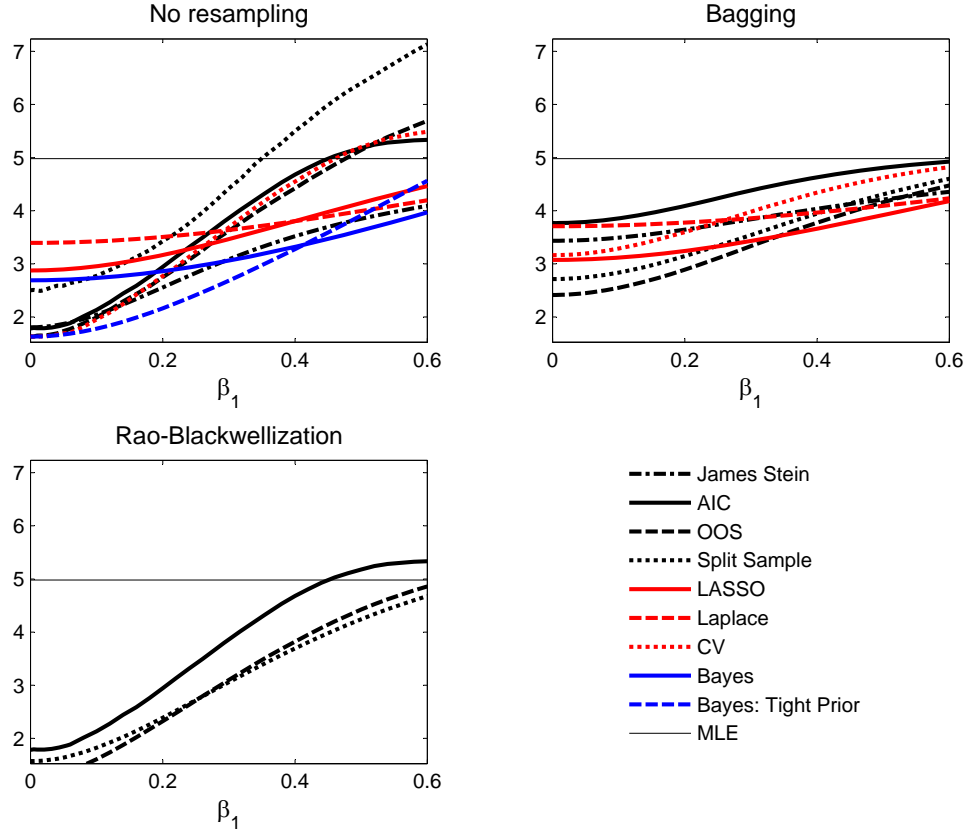 No resampling
7
6
5
4
3
2
0
0.2
0.4
0.6
β1
Bagging
7
6
5
4
3
2
0
0.2
0.4
0.6
β1
Rao-Blackwellization
7
6
5
4
3
2
0
0.2
0.4
0.6
β1
James Stein
AIC
OOS
Split Sample
LASSO
Laplace
CV
Bayes
Bayes: Tight Prior
MLE